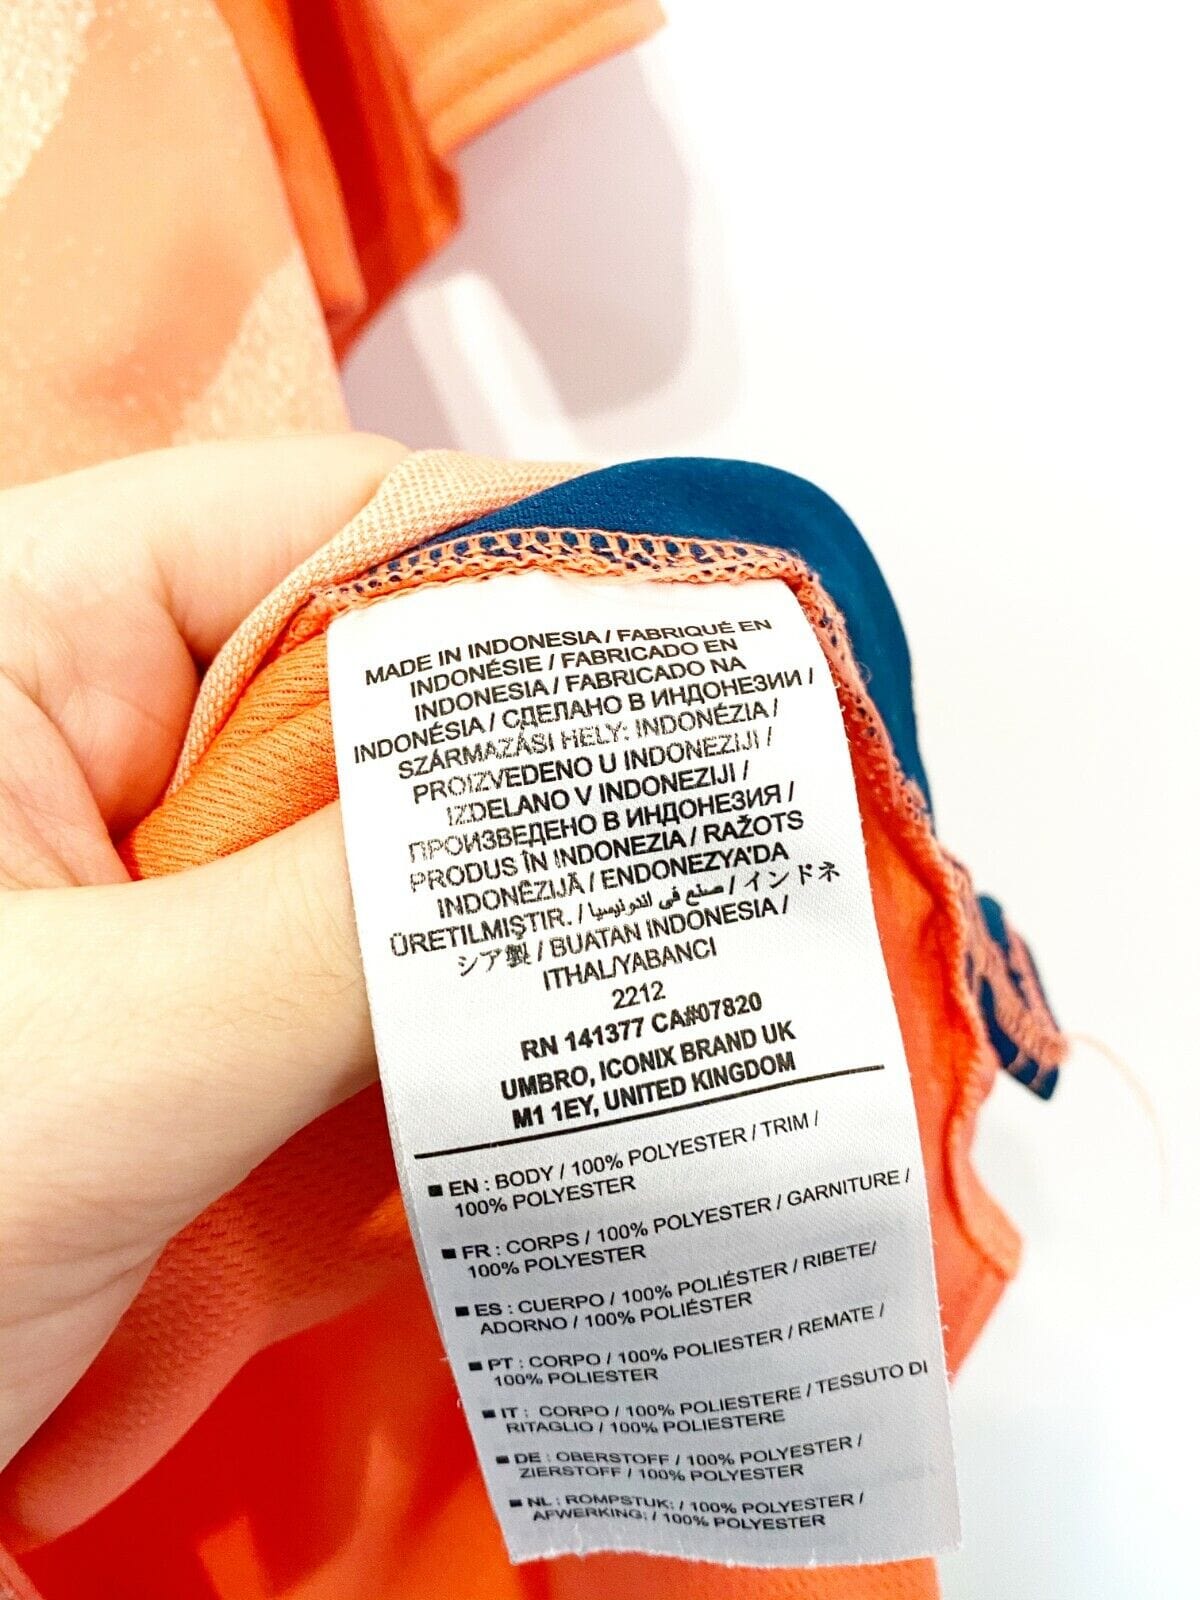 MADE IN INDONESIA / FABRIQUÉ EN
INDONÉSIE / FABRICADO EN
INDONESIA / FABRICADO NA
INDONÉSIA / СДЕЛАНО В ИНДОНЕЗИИ /
SZÁRMAZÁSI HELY: INDONÉZIA /
PROIZVEDENO U INDONEZIJI /
IZDELANO V INDONEZIJI /
ПРОИЗВЕДЕНО В ИНДОНЕЗИЯ /
PRODUS ÎN INDONEZIA / RAŽOTS
INDONĒZIJĀ / ENDONEZYA'DA
ÜRETILMIŞTIR. / صنع في اندونيسيا / インドネ
シア製 / BUATAN INDONESIA /
ITHAL/YABANCI
2212
RN 141377 CA#07820
UMBRO, ICONIX BRAND UK
M1 1EY, UNITED KINGDOM
■ EN : BODY / 100% POLYESTER / TRIM /
100% POLYESTER
■ FR : CORPS / 100% POLYESTER / GARNITURE /
100% POLYESTER
■ ES : CUERPO / 100% POLIÉSTER / RIBETE/
ADORNO / 100% POLIÉSTER
■ PT : CORPO / 100% POLIESTER / REMATE /
100% POLIESTER
■ IT : CORPO / 100% POLIESTERE / TESSUTO DI
RITAGLIO / 100% POLIESTERE
■ DE : OBERSTOFF / 100% POLYESTER /
ZIERSTOFF / 100% POLYESTER
■ NL : ROMPSTUK: / 100% POLYESTER /
AFWERKING: / 100% POLYESTER